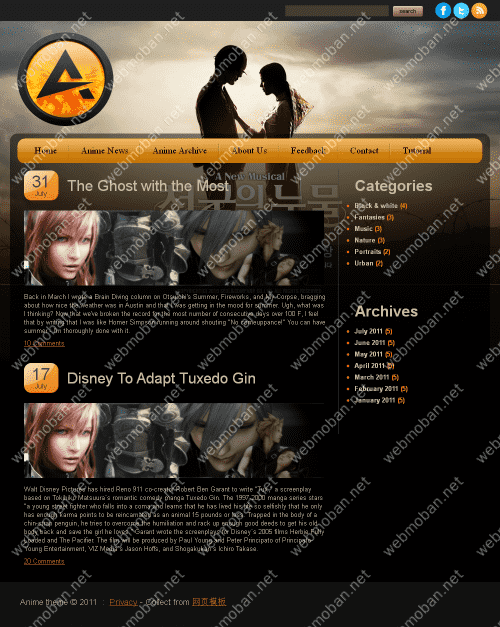 search
Home Anime News Anime Archive About Us Feedback Contact Tutorial
A New Musical
31
July
The Ghost with the Most
Back in March I wrote a Brain Diving column on Otsuichi's Summer, Fireworks, and My Corpse, bragging
about how nice the weather was in Austin and that I was getting in the mood for summer. Ugh, what was
I thinking? Now that we've broken the record for the most number of consecutive days over 100 F, I feel
that by writing that I was like Homer Simpson running around shouting "No comeuppance!" You can have
summer, I'm thoroughly done with it.
10 Comments
17
July
Disney To Adapt Tuxedo Gin
Walt Disney Pictures has hired Reno 911 co-creator Robert Ben Garant to write "Tux," a screenplay
based on Tokihiko Matsuura's romantic comedy manga Tuxedo Gin. The 1997-2000 manga series stars
"a young street fighter who falls into a coma and learns that he has lived his life so selfishly that he only
has enough karma points to be reincarnated as an animal 15 pounds or less. Trapped in the body of a
chin-strap penguin, he tries to overcome the humiliation and rack up enough good deeds to get his old
body back and save the girl he loves." Garant wrote the screenplays for Disney's 2005 films Herbie Fully
Loaded and The Pacifier. The film will be produced by Paul Young and Peter Principato of Principato-
Young Entertainment, VIZ Media's Jason Hoffs, and Shogakukan's Ichiro Takase.
20 Comments
Categories
Black & white (4)
Fantasies (3)
Music (3)
Nature (3)
Portraits (2)
Urban (2)
Archives
July 2011 (5)
June 2011 (5)
May 2011 (5)
April 2011 (5)
March 2011 (5)
February 2011 (5)
January 2011 (5)
Anime theme © 2011 : Privacy - Collect from 网页模板
webmoban.net